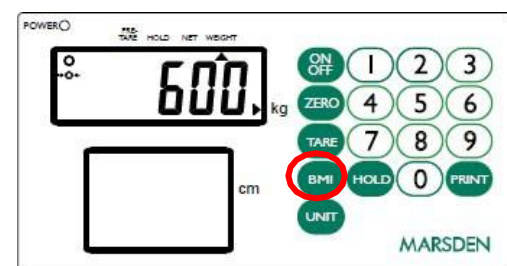 POWER
PRE-TARE HOLD NET WEIGHT
600 kg
cm
ON OFF 1 2 3
ZERO 4 5 6
TARE 7 8 9
BMI HOLD 0 PRINT
UNIT
MARSDEN